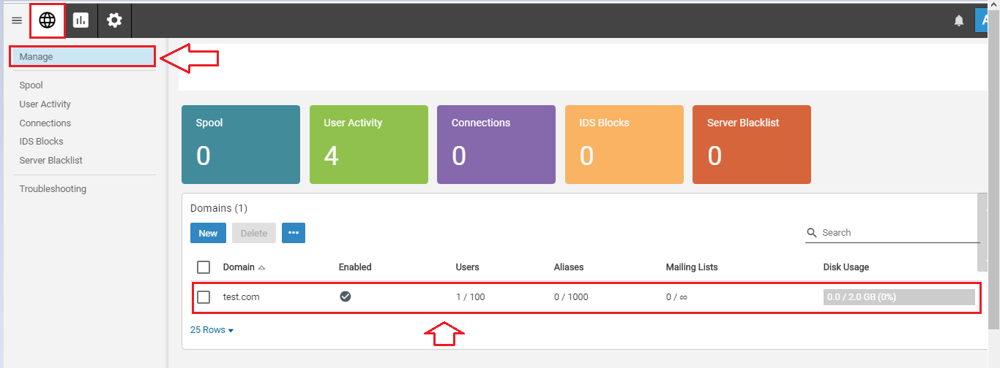 A
Manage
Spool
User Activity
Connections
IDS Blocks
Server Blacklist
Troubleshooting
Spool User Activity Connections IDS Blocks Server Blacklist
0 4 0 0 0
Domains (1)
New Delete ••• Search
Domain Enabled Users Aliases Mailing Lists Disk Usage
test.com 1 / 100 0 / 1000 0 / ∞ 0.0 / 2.0 GB (0%)
25 Rows